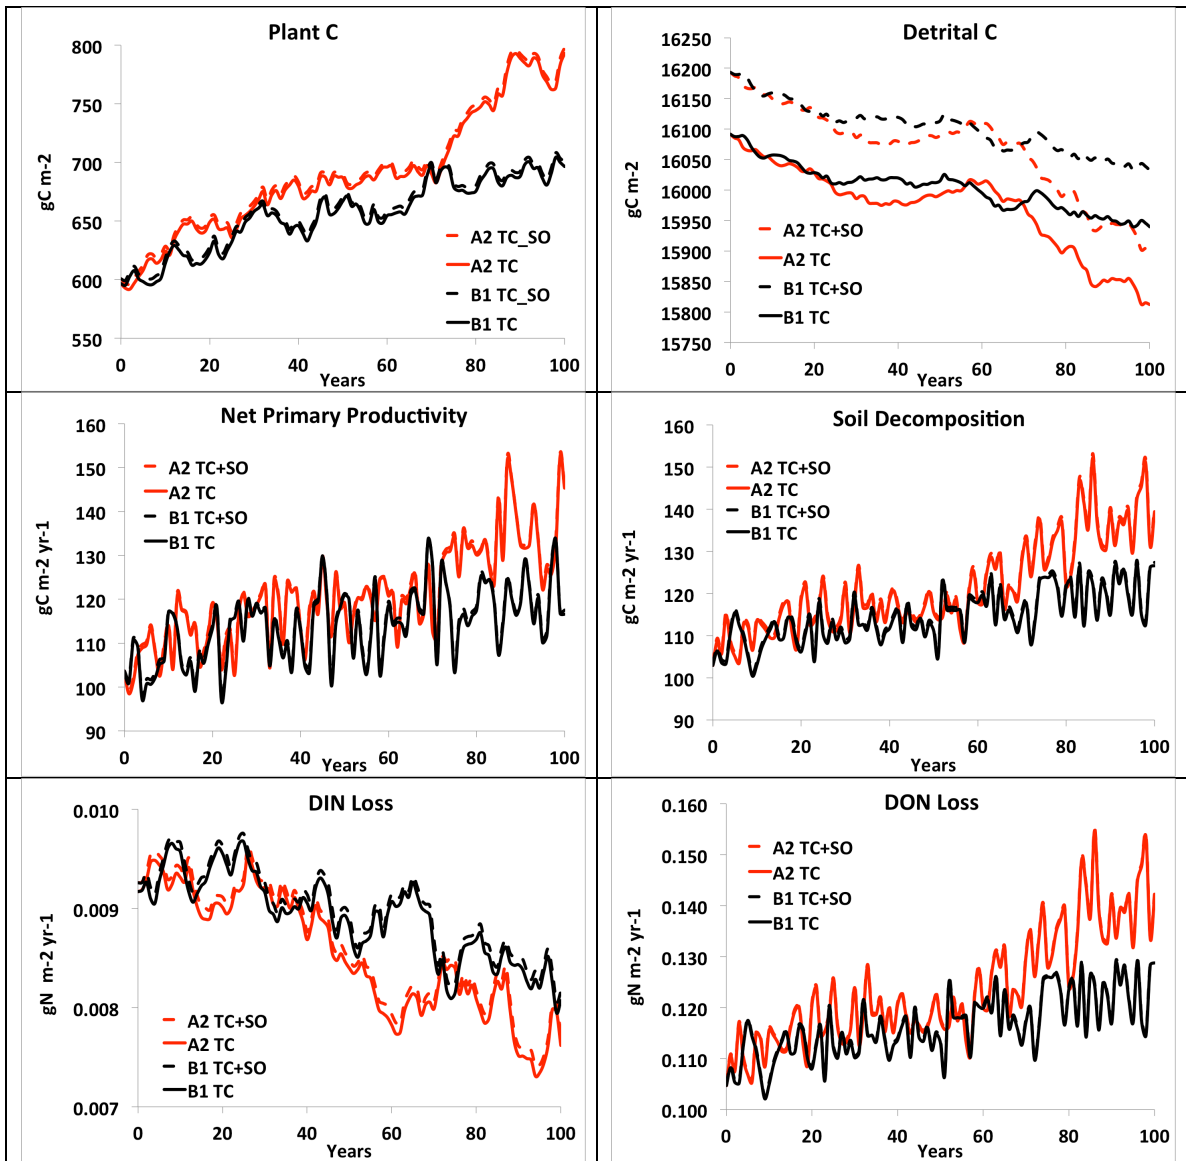 Plant C
800
750
700
650
600
550
gC m-2
A2 TC_SO
A2 TC
B1 TC_SO
B1 TC
0 20 40 60 80 100
Years
Detrital C
16250
16200
16150
16100
16050
16000
15950
15900
15850
15800
15750
gC m-2
A2 TC+SO
A2 TC
B1 TC+SO
B1 TC
0 20 40 60 80 100
Years
Net Primary Productivity
160
150
140
130
120
110
100
90
gC m-2 yr-1
A2 TC+SO
A2 TC
B1 TC+SO
B1 TC
0 20 40 60 80 100
Years
Soil Decomposition
160
150
140
130
120
110
100
90
gC m-2 yr-1
A2 TC+SO
A2 TC
B1 TC+SO
B1 TC
0 20 40 60 80 100
Years
DIN Loss
0.010
0.009
0.008
0.007
gN m-2 yr-1
A2 TC+SO
A2 TC
B1 TC+SO
B1 TC
0 20 40 60 80 100
Years
DON Loss
0.160
0.150
0.140
0.130
0.120
0.110
0.100
gN m-2 yr-1
A2 TC+SO
A2 TC
B1 TC+SO
B1 TC
0 20 40 60 80 100
Years